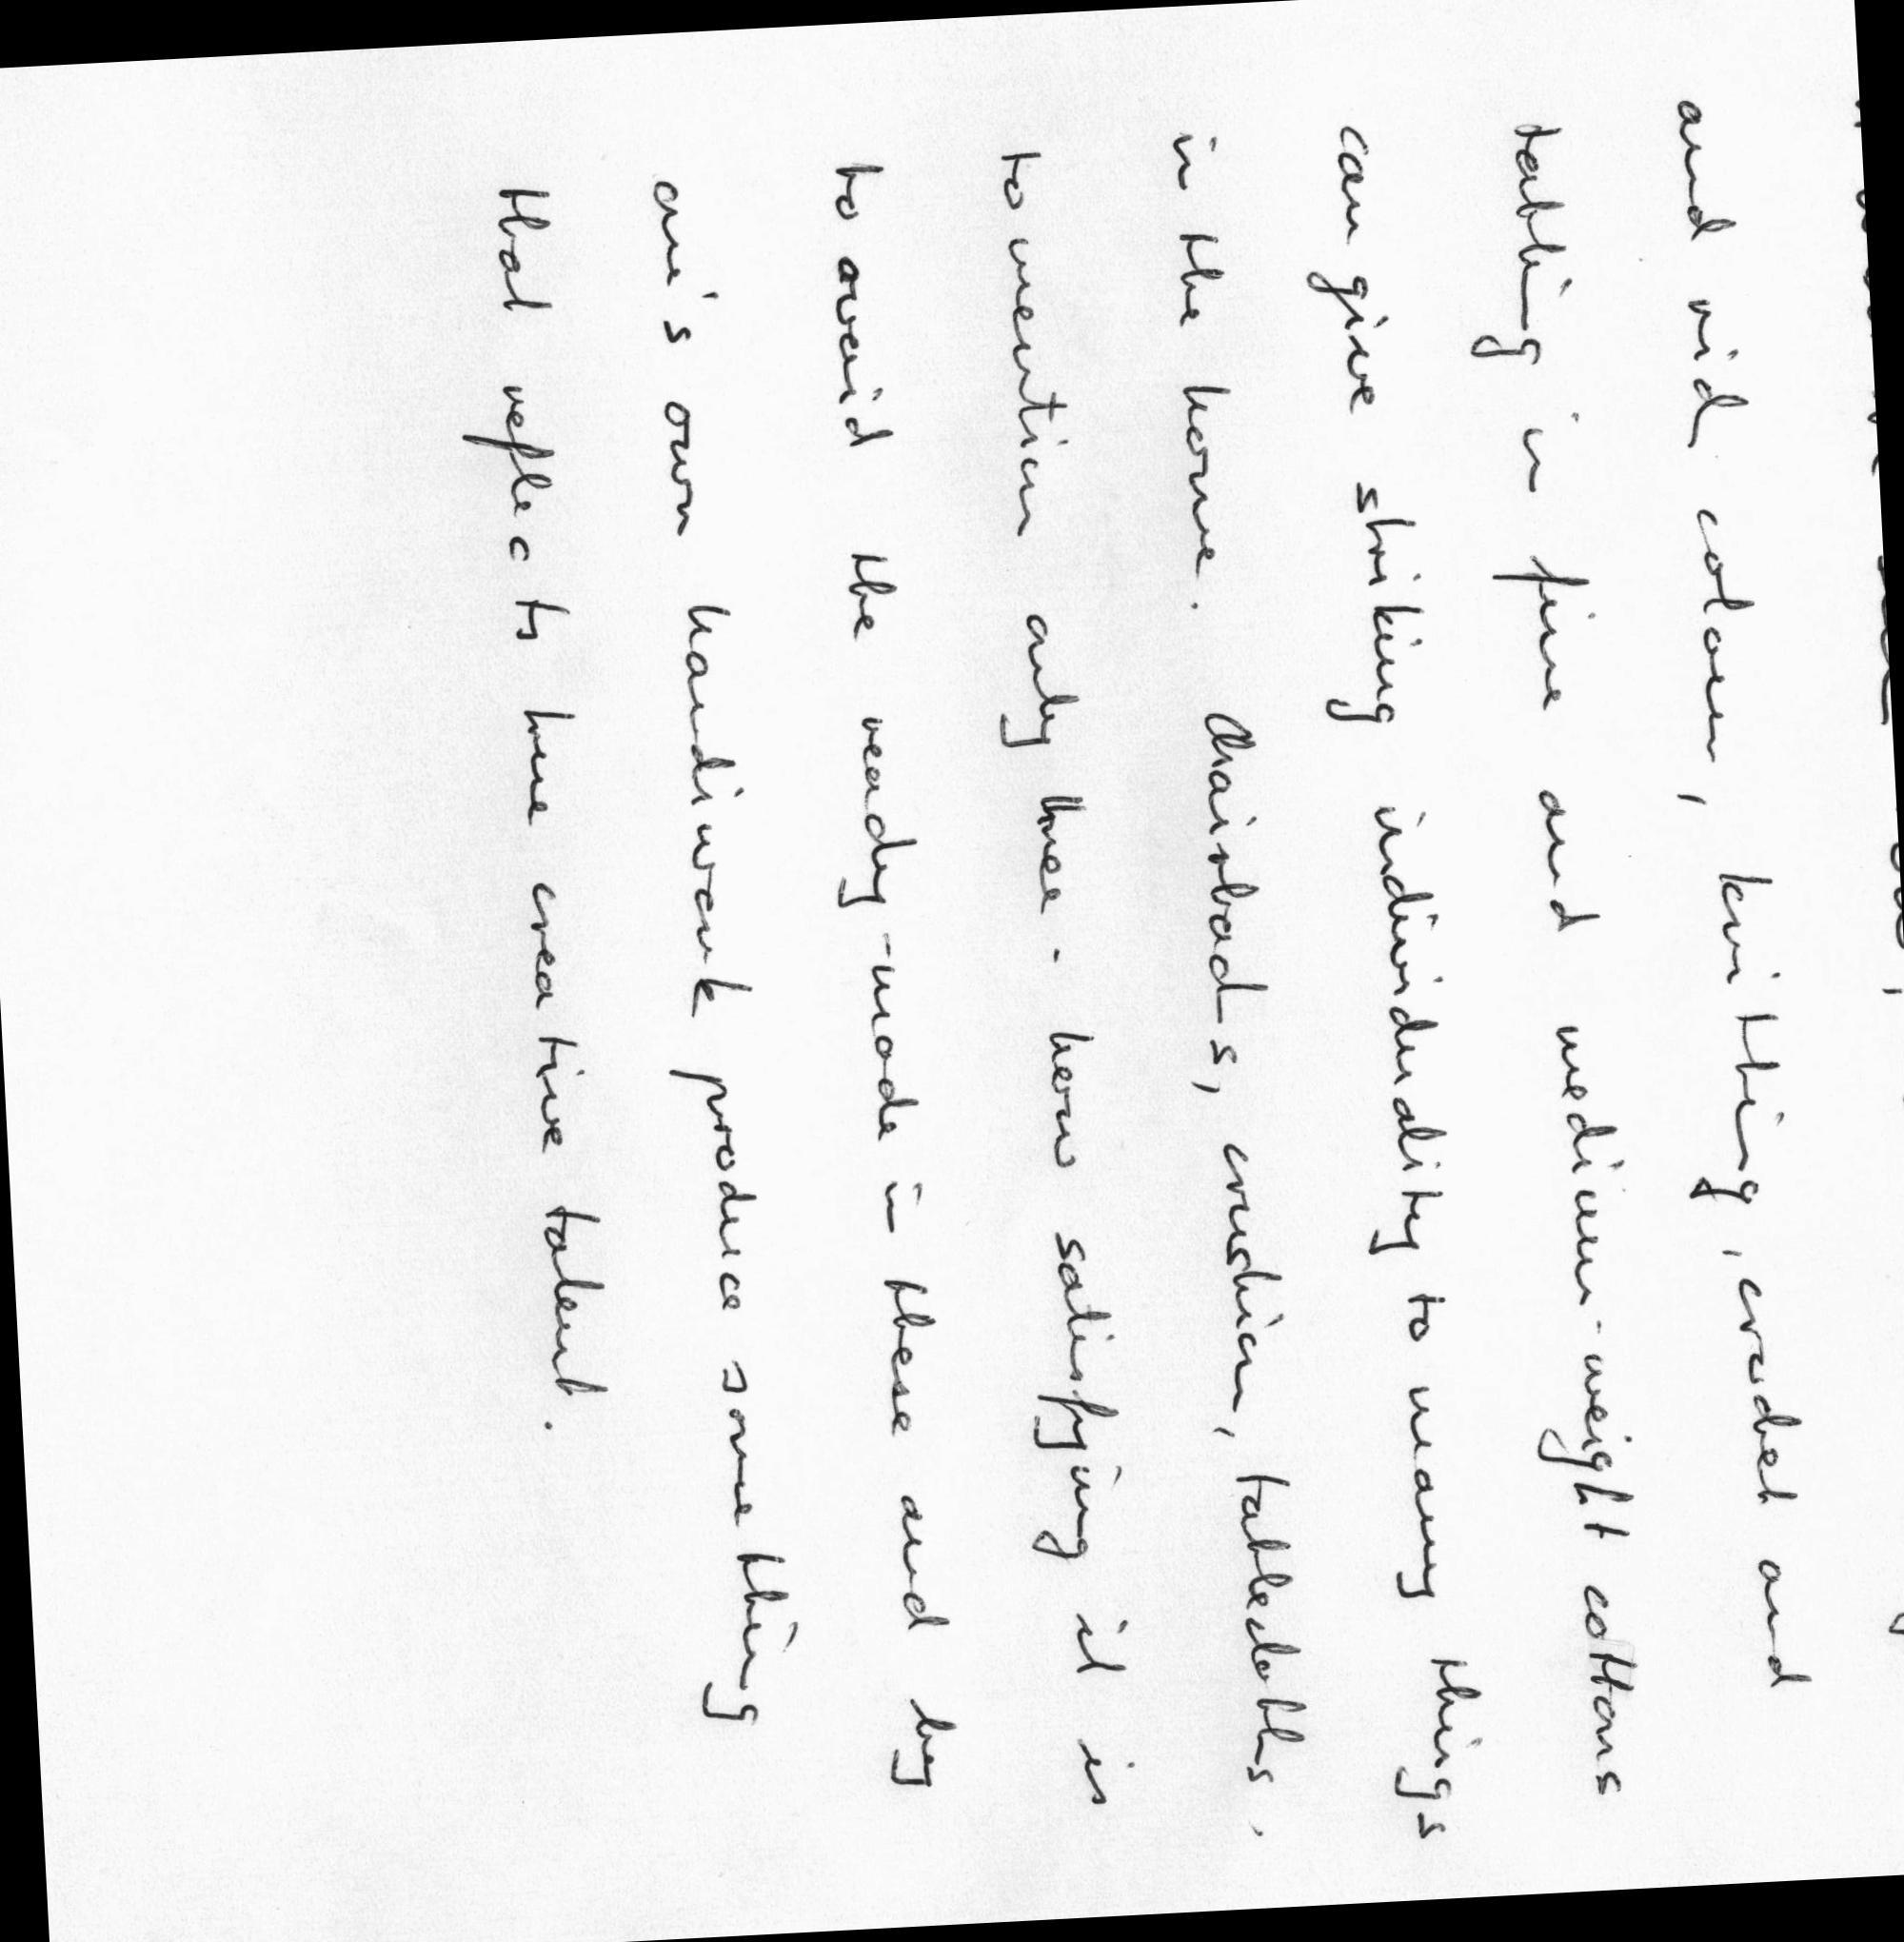 and rid colour, knitting, crochet and
tatting in fine and medium-weight cottons
can give striking individuality to many things
in the home. Chairbacks, cushion, tablecloths,
to mention only three - how satisfying it is
to avoid the ready-made in these and by
one's own handiwork produce something
that reflects true creative talent.